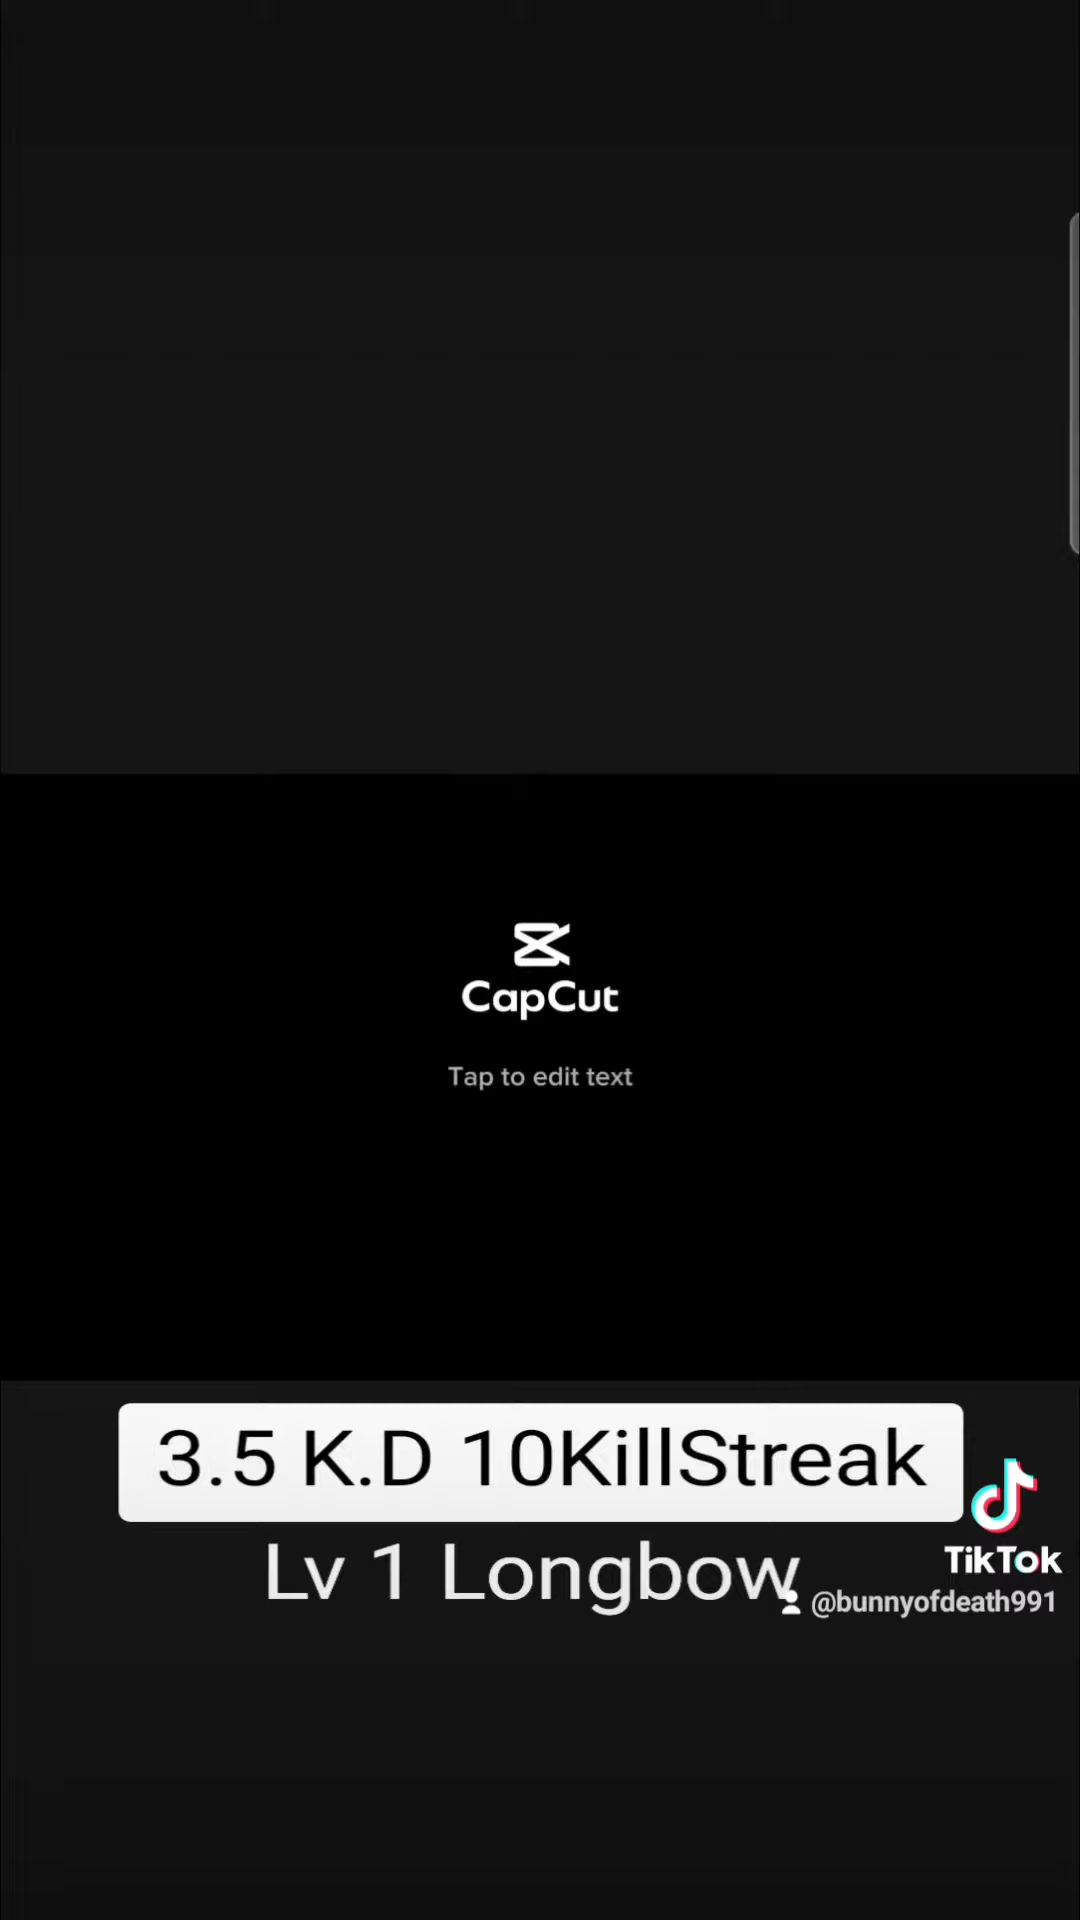 CapCut
Tap to edit text
3.5 K.D 10KillStreak
Lv 1 Longbow
TikTok
@bunnyofdeath991